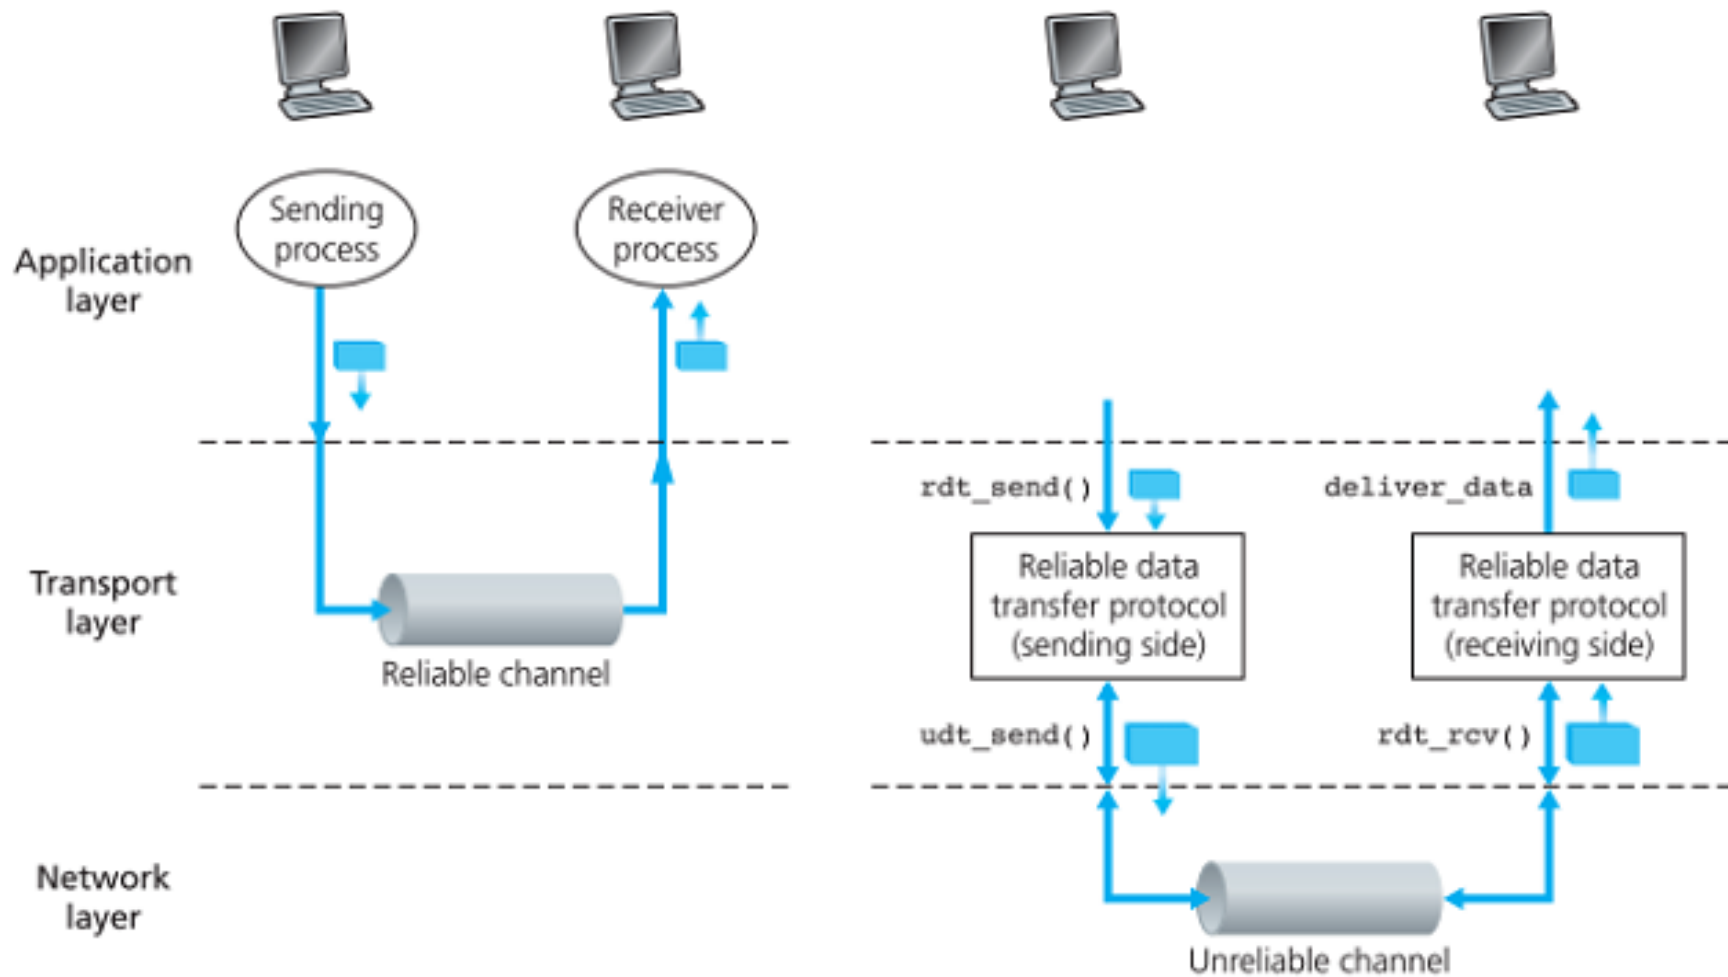 Sending
process
Receiver
process
Application
layer
rdt_send()
deliver_data
Transport
layer
Reliable channel
Reliable data
transfer protocol
(sending side)
Reliable data
transfer protocol
(receiving side)
udt_send()
rdt_rcv()
Network
layer
Unreliable channel